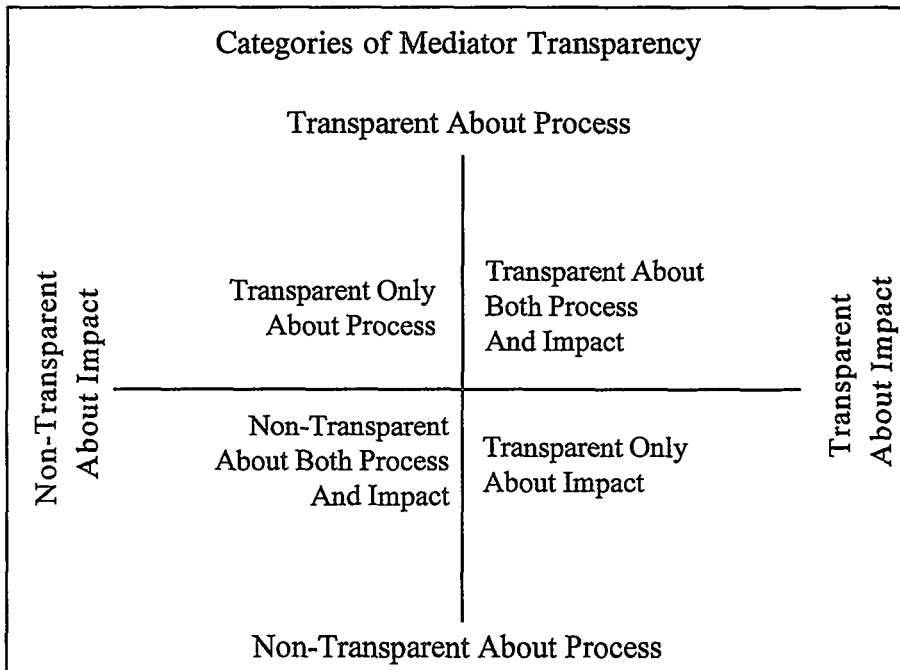 Categories of Mediator Transparency
Transparent About Process
Non-Transparent
About Impact
Transparent Only
About Process
Transparent About
Both Process
And Impact
Transparent
About Impact
Non-Transparent
About Both Process
And Impact
Transparent Only
About Impact
Non-Transparent About Process